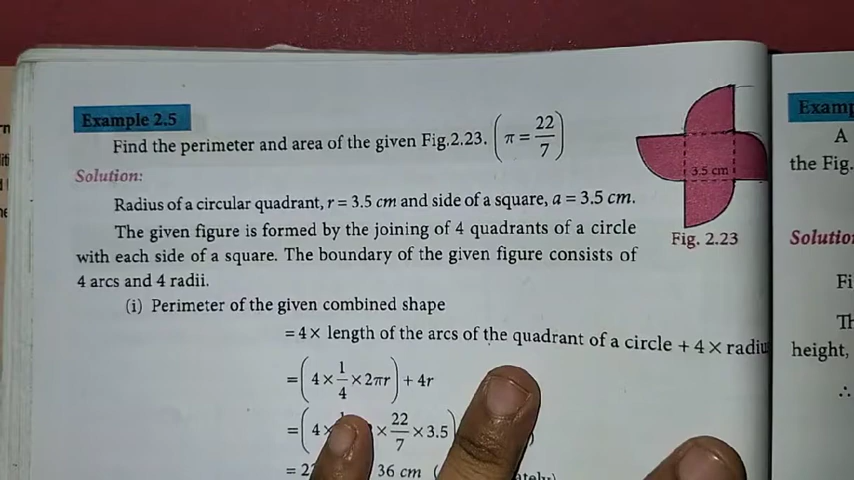 Example 2.5
Find the perimeter and area of the given Fig.2.23. (π = 22/7)
Solution:
Radius of a circular quadrant, r = 3.5 cm and side of a square, a = 3.5 cm.
The given figure is formed by the joining of 4 quadrants of a circle
with each side of a square. The boundary of the given figure consists of
4 arcs and 4 radii.
3.5 cm
Fig. 2.23
(i) Perimeter of the given combined shape
= 4 × length of the arcs of the quadrant of a circle + 4 × radiu
= (4 × 1/4 × 2πr) + 4r
= (4 × × 22/7 × 3.5)
= 2 36 cm (
Examp
A
the Fig.
Solution
Fi
Th
height,
∴